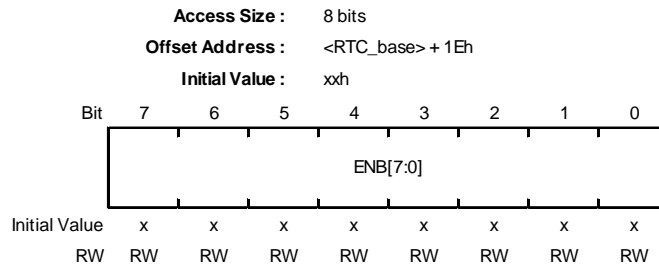 Access Size : 8 bits
Offset Address : <RTC_base> + 1Eh
Initial Value : xxh
Bit 7 6 5 4 3 2 1 0
ENB[7:0]
Initial Value x x x x x x x x
RW RW RW RW RW RW RW RW RW